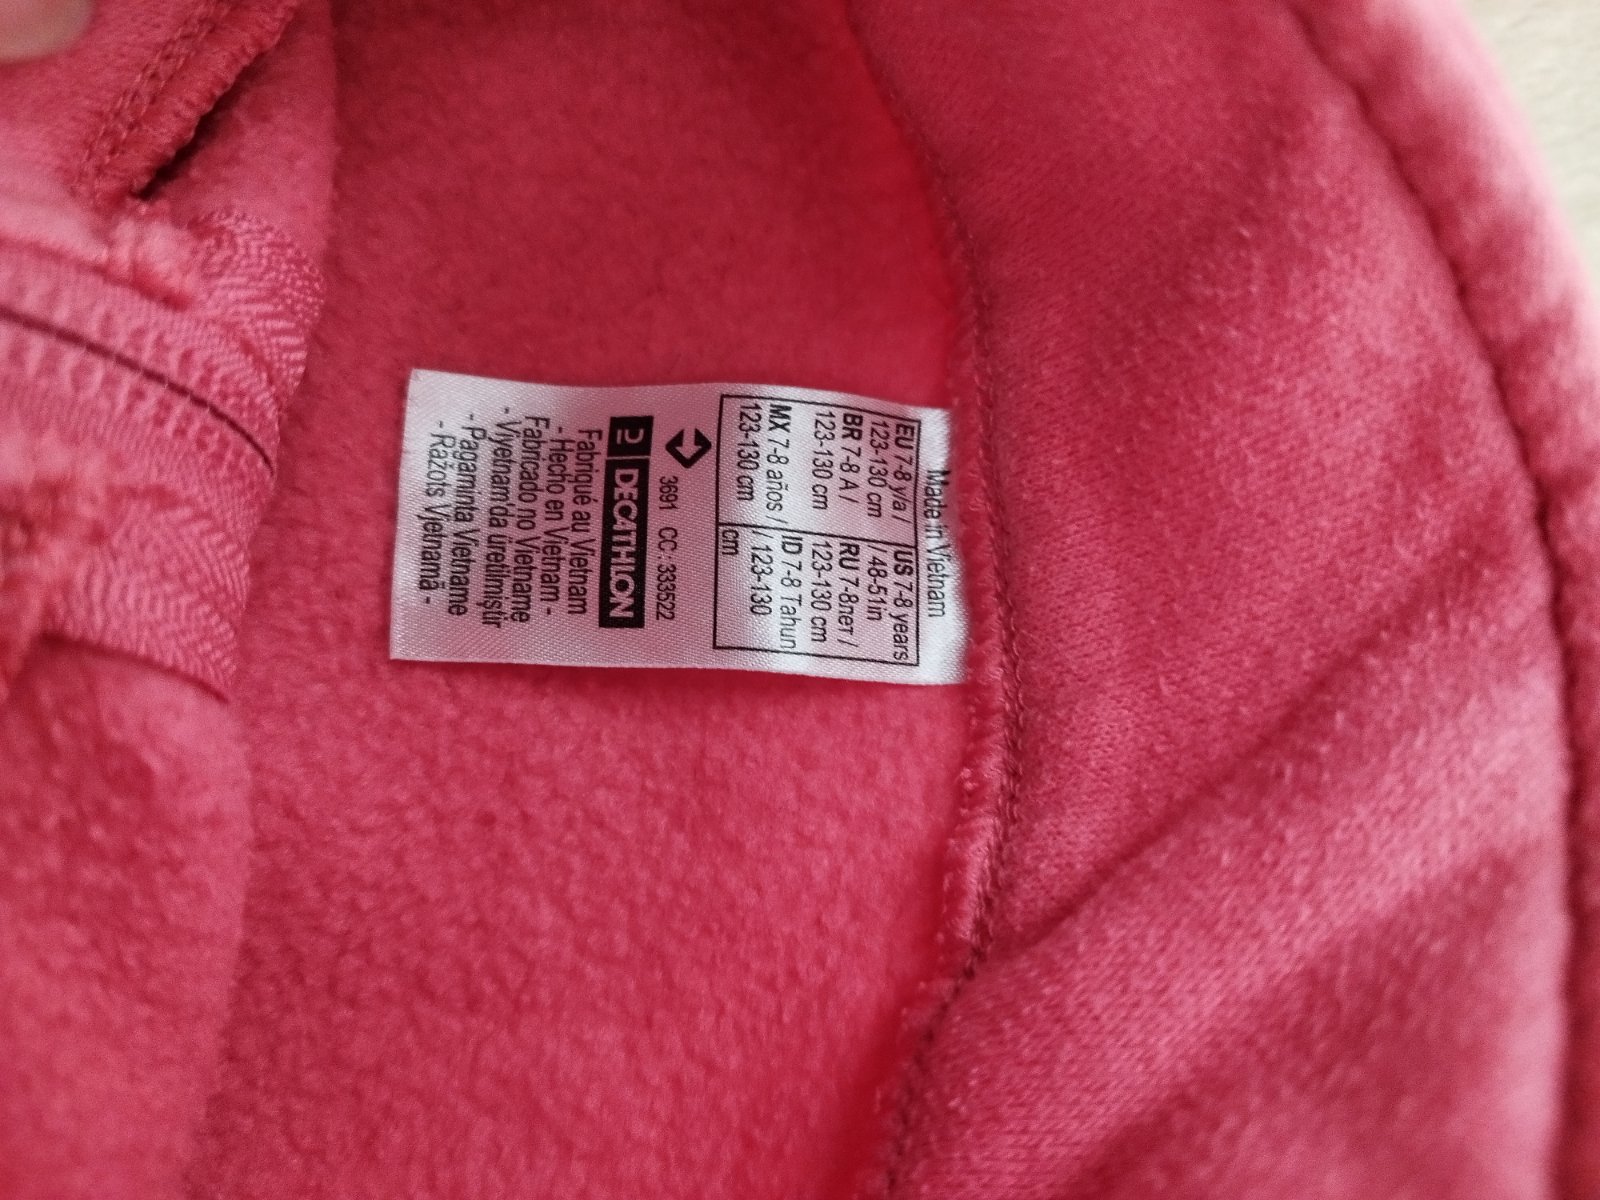 Made in Vietnam
EU 7-8 y/a / US 7-8 years
123-130 cm / 48-51in
BR 7-8 A / RU 7-8лет /
123-130 cm 123-130 cm
MX 7-8 años / ID 7-8 Tahun
123-130 cm / 123-130
cm
3691 CC: 333522
DECATHLON
Fabriqué au Vietnam
- Hecho en Vietnam -
Fabricado no Vietname
- Viyetnam'da üretilmiştir
- Pagaminta Vietname
- Ražots Vjetnamā -